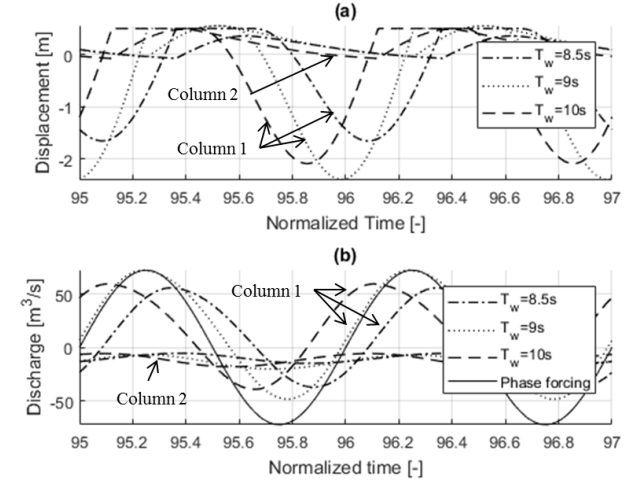 (a)
Displacement [m]
0
-1
-2
Column 2
Column 1
T_w=8.5s
T_w=9s
T_w=10s
95 95.2 95.4 95.6 95.8 96 96.2 96.4 96.6 96.8 97
Normalized Time [-]
(b)
Discharge [m³/s]
50
0
-50
Column 1
Column 2
T_w=8.5s
T_w=9s
T_w=10s
Phase forcing
95 95.2 95.4 95.6 95.8 96 96.2 96.4 96.6 96.8 97
Normalized time [-]